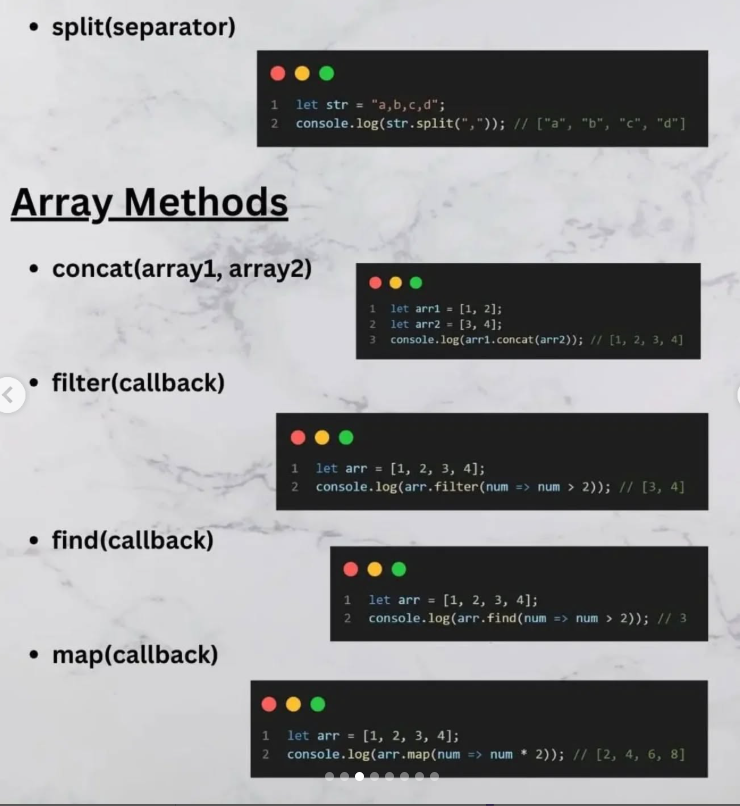 • split(separator)
1 let str = "a,b,c,d";
2 console.log(str.split(",")); // ["a", "b", "c", "d"]
Array Methods
• concat(array1, array2)
1 let arr1 = [1, 2];
2 let arr2 = [3, 4];
3 console.log(arr1.concat(arr2)); // [1, 2, 3, 4]
• filter(callback)
1 let arr = [1, 2, 3, 4];
2 console.log(arr.filter(num => num > 2)); // [3, 4]
• find(callback)
1 let arr = [1, 2, 3, 4];
2 console.log(arr.find(num => num > 2)); // 3
• map(callback)
1 let arr = [1, 2, 3, 4];
2 console.log(arr.map(num => num * 2)); // [2, 4, 6, 8]